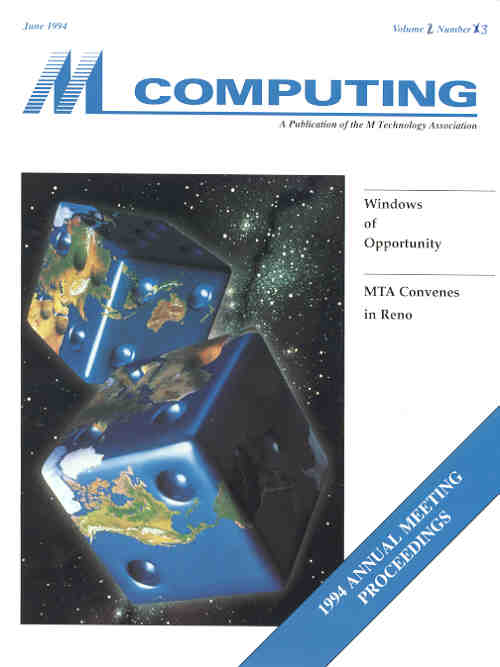 June 1994
Volume 2 Number X3
M COMPUTING
A Publication of the M Technology Association
Windows
of
Opportunity
MTA Convenes
in Reno
1994 ANNUAL MEETING
PROCEEDINGS